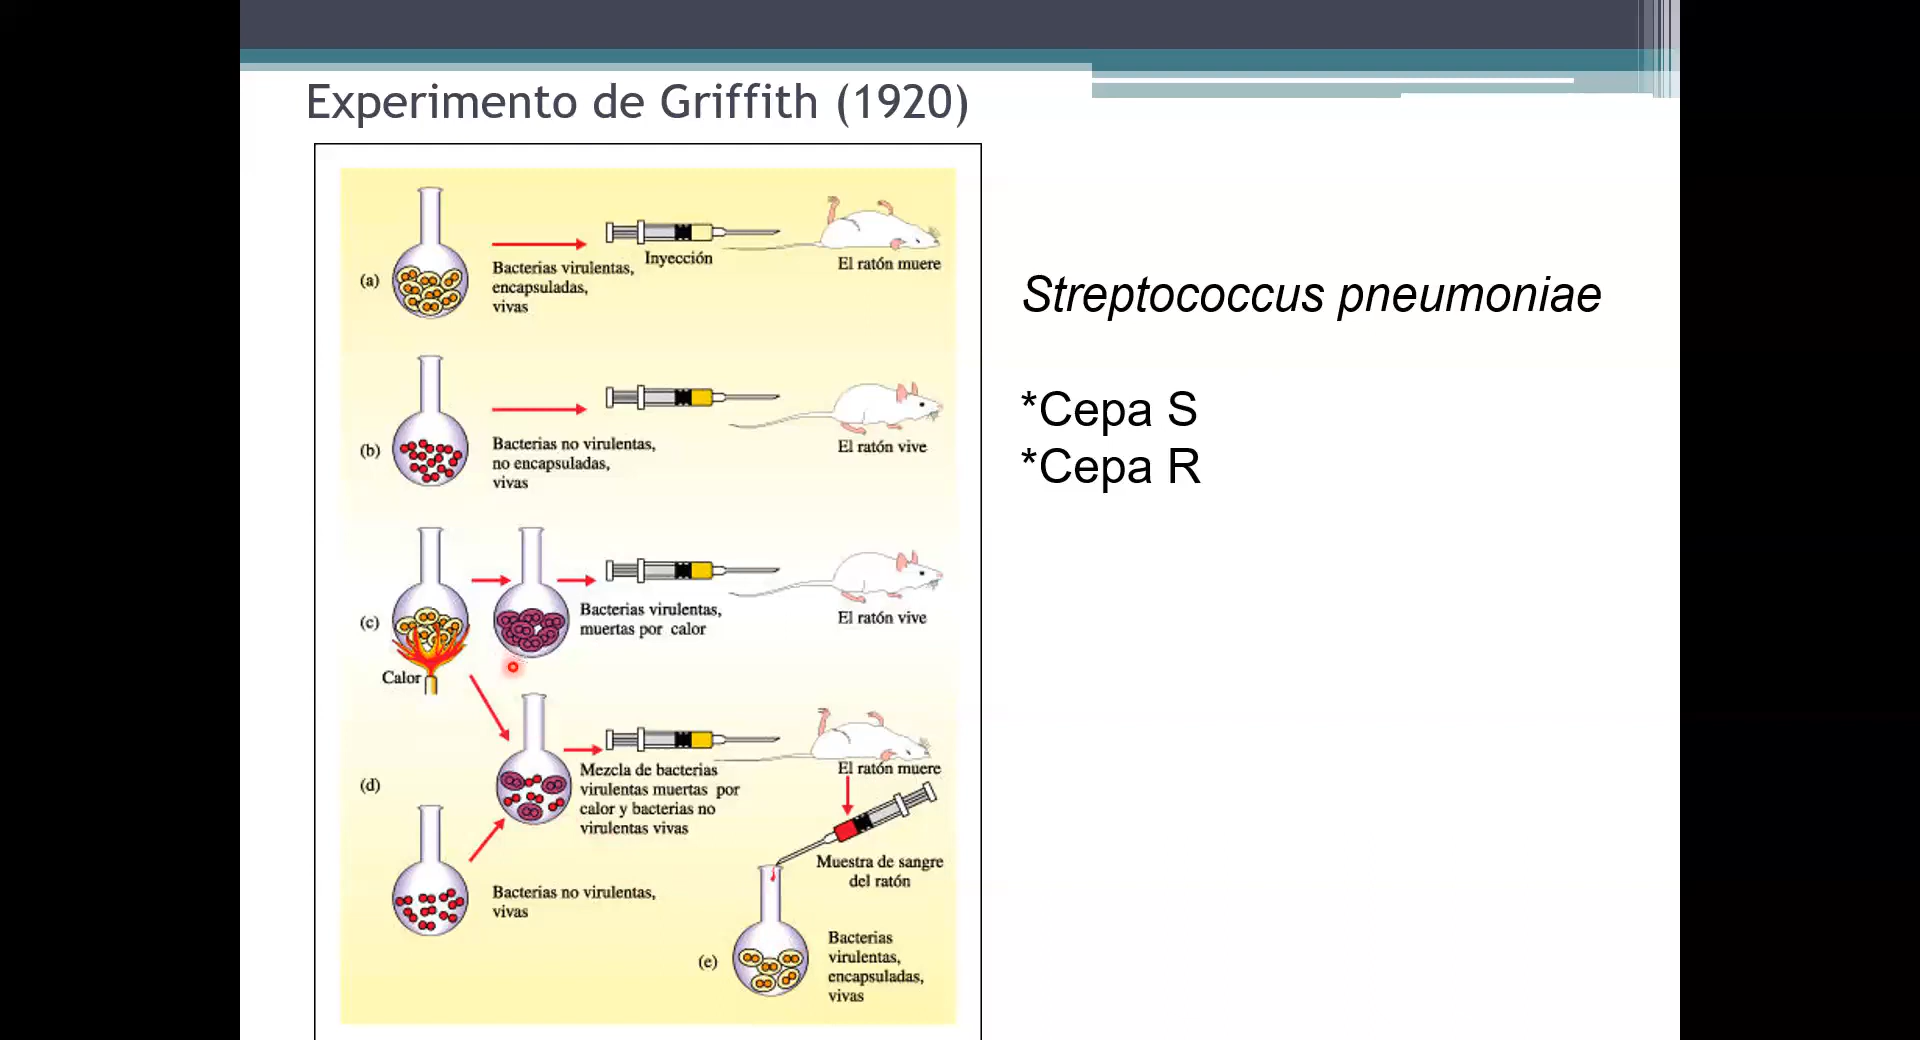 Experimento de Griffith (1920)
(a)
Bacterias virulentas,
encapsuladas,
vivas
Inyección
El ratón muere
(b)
Bacterias no virulentas,
no encapsuladas,
vivas
El ratón vive
(c)
Calor
Bacterias virulentas,
muertas por calor
El ratón vive
(d)
Mezcla de bacterias
virulentas muertas por
calor y bacterias no
virulentas vivas
El ratón muere
Bacterias no virulentas,
vivas
Muestra de sangre
del ratón
(e)
Bacterias
virulentas,
encapsuladas,
vivas
Streptococcus pneumoniae
*Cepa S
*Cepa R